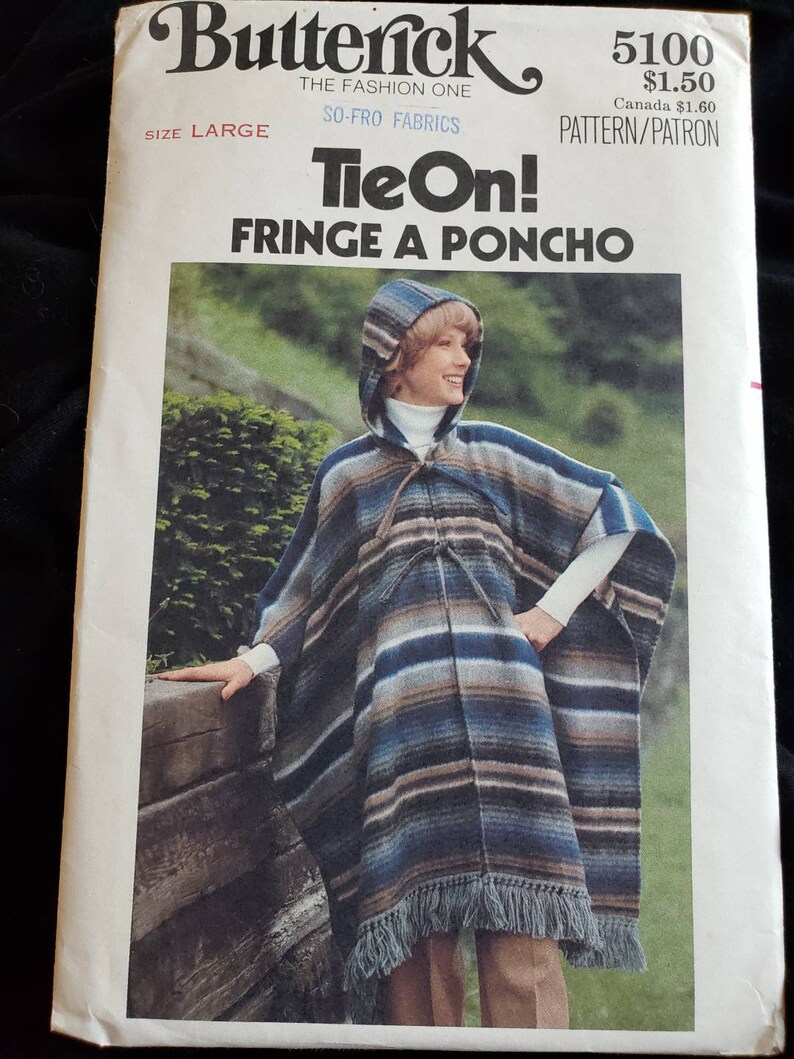 Butterick
THE FASHION ONE
5100
$1.50
Canada $1.60
PATTERN/PATRON
SO-FRO FABRICS
SIZE LARGE
TieOn!
FRINGE A PONCHO